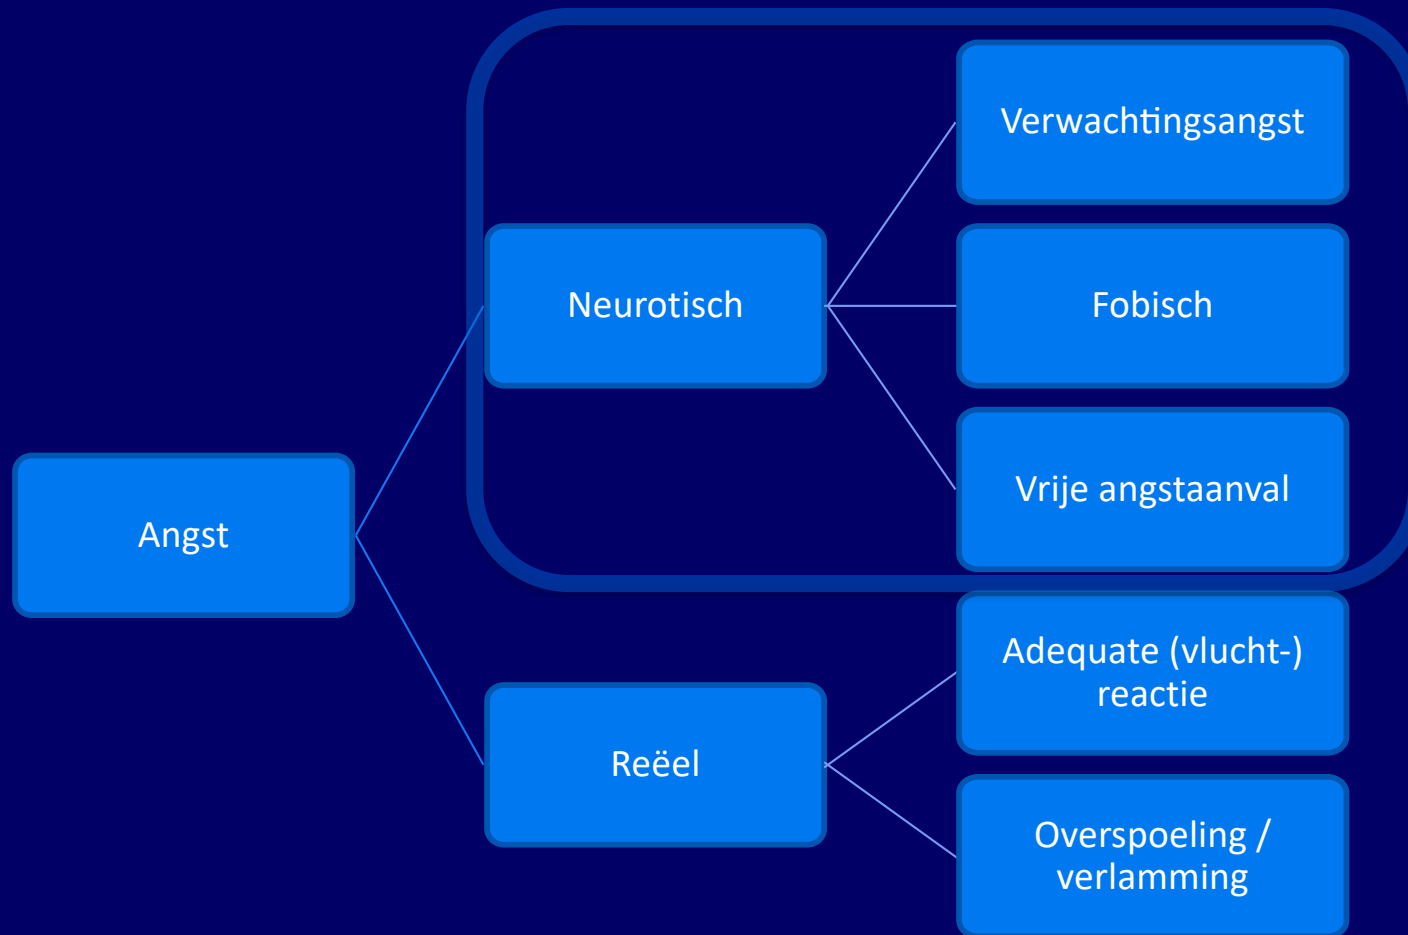 Verwachtingsangst
Neurotisch
Fobisch
Vrije angstaanval
Angst
Adequate (vlucht-)
reactie
Reëel
Overspoeling /
verlamming